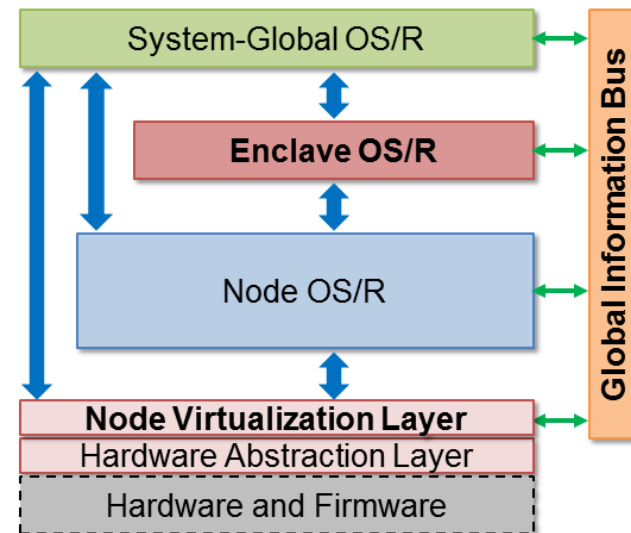 System-Global OS/R
Enclave OS/R
Node OS/R
Node Virtualization Layer
Hardware Abstraction Layer
Hardware and Firmware
Global Information Bus